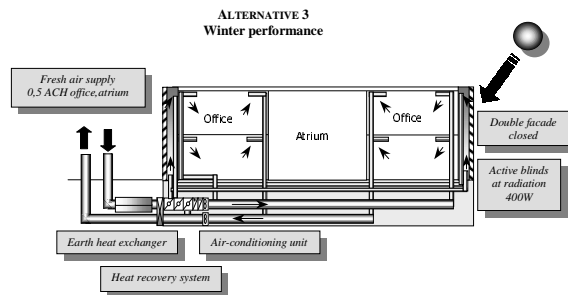 ALTERNATIVE 3
Winter performance
Fresh air supply
0,5 ACH office,atrium
Office
Atrium
Office
Double facade
closed
Active blinds
at radiation
400W
Earth heat exchanger
Air-conditioning unit
Heat recovery system